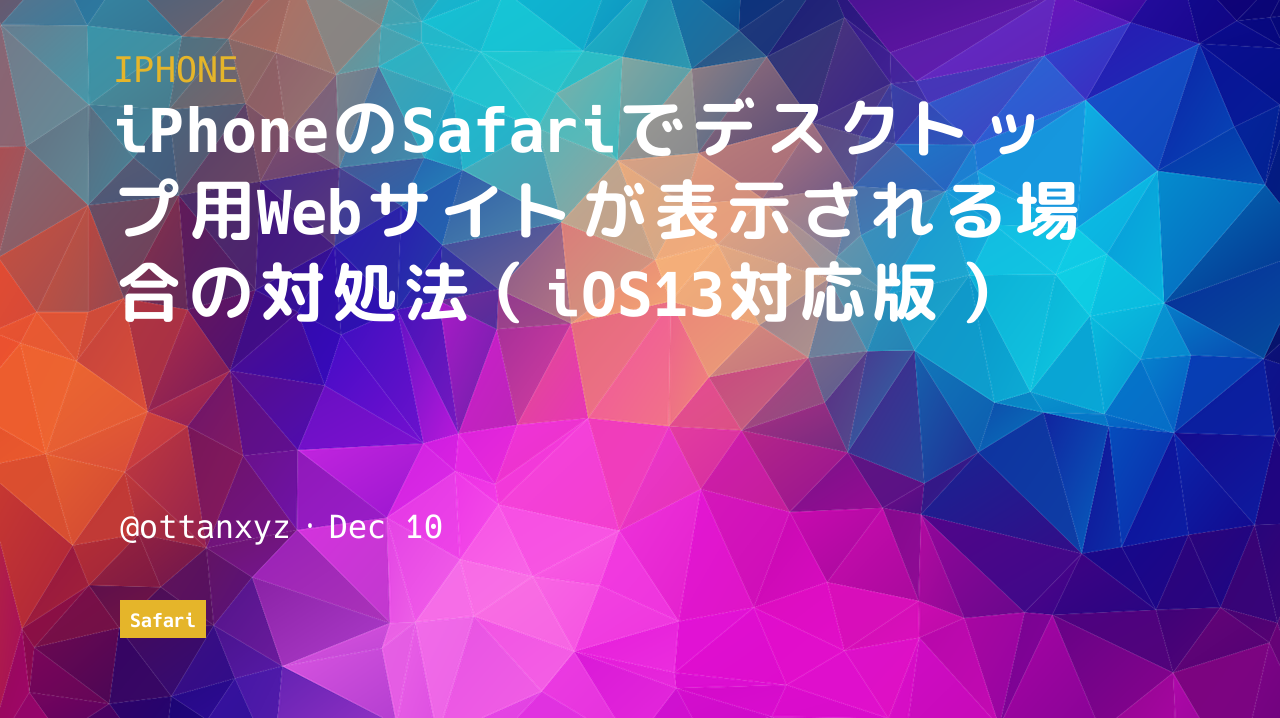 IPHONE
iPhoneのSafariでデスクトッ
プ用Webサイトが表示される場
合の対処法（iOS13対応版）
@ottanxyz・Dec 10
Safari